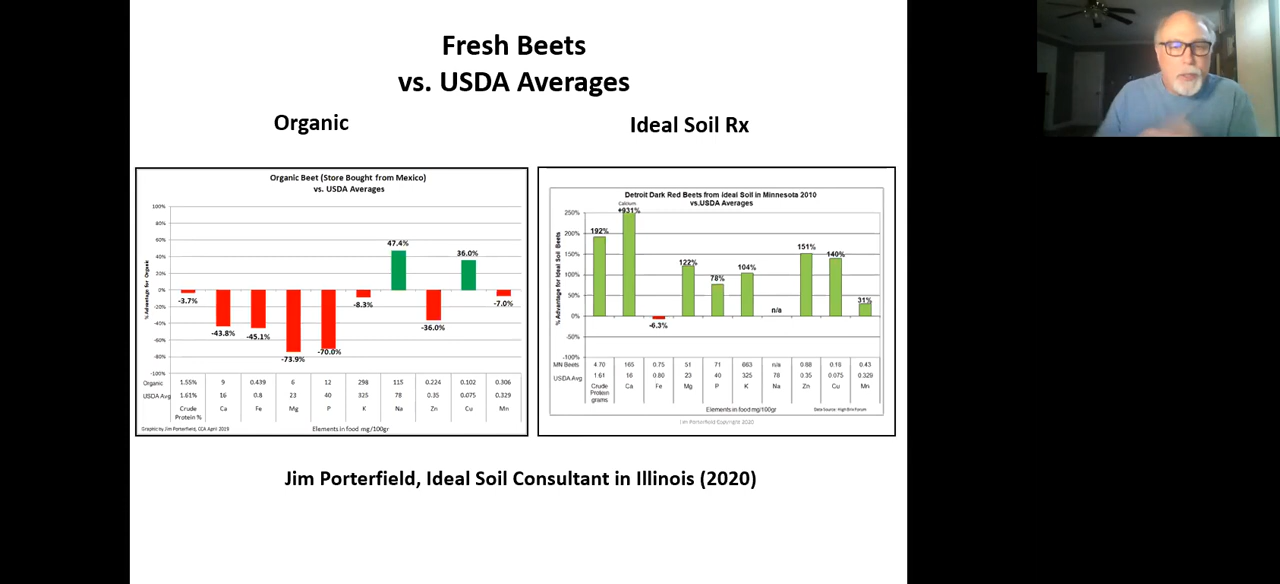 Fresh Beets
vs. USDA Averages
Organic
Ideal Soil Rx
Organic Beet (Store Bought from Mexico)
vs. USDA Averages
% Advantage for Organic
100%
80%
60%
40%
20%
0%
-20%
-40%
-60%
-80%
-100%
-3.7%
-43.8%
-45.1%
-73.9%
-70.0%
-8.3%
47.4%
-36.0%
36.0%
-7.0%
Organic 1.55% 9 0.439 6 12 298 115 0.224 0.102 0.306
USDA Avg 1.61% 16 0.8 23 40 325 78 0.35 0.075 0.329
Crude Protein % Ca Fe Mg P K Na Zn Cu Mn
Graphic by Jim Porterfield, CCA April 2019
Elements in food mg/100gr
Detroit Dark Red Beets from Ideal Soil in Minnesota 2010
vs.USDA Averages
% Advantage for Ideal Soil Beets
250%
200%
150%
100%
50%
0%
-50%
-100%
192%
Calcium
+931%
-6.3%
122%
78%
104%
n/a
151%
140%
31%
MN Beets 4.70 165 0.75 51 71 663 n/a 0.88 0.18 0.43
USDA Avg 1.61 16 0.80 23 40 325 78 0.35 0.075 0.329
Crude Protein grams Ca Fe Mg P K Na Zn Cu Mn
Elements in food mg/100gr
Data Source: High Brix Forum
Jim Porterfield Copyright 2020
Jim Porterfield, Ideal Soil Consultant in Illinois (2020)